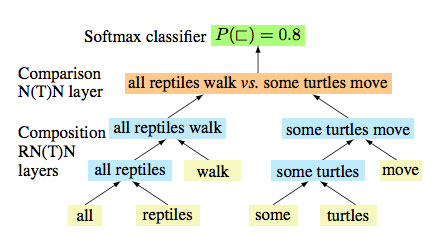 Softmax classifier P(⊏) = 0.8
Comparison
N(T)N layer
all reptiles walk vs. some turtles move
Composition
RN(T)N
layers
all reptiles walk some turtles move
all reptiles walk some turtles move
all reptiles some turtles